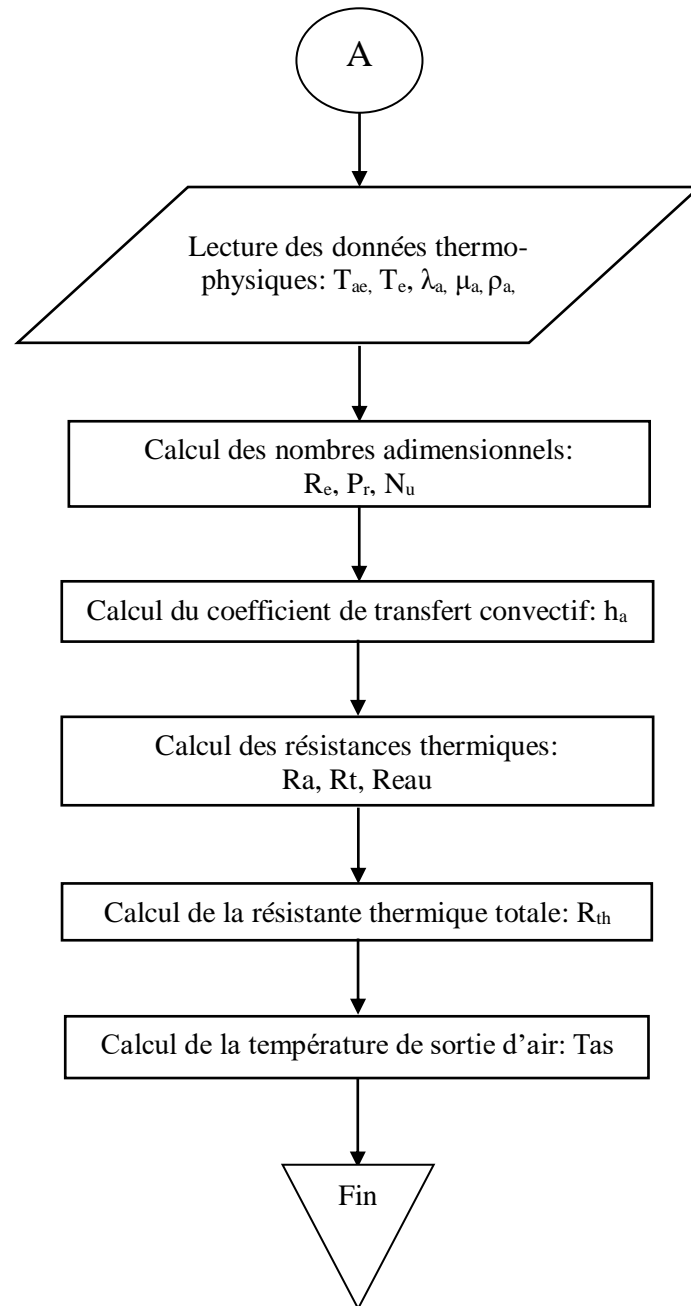 A
Lecture des données thermo-
physiques: Tae, Te, λa, μa, ρa,
Calcul des nombres adimensionnels:
Re, Pr, Nu
Calcul du coefficient de transfert convectif: ha
Calcul des résistances thermiques:
Ra, Rt, Reau
Calcul de la résistante thermique totale: Rth
Calcul de la température de sortie d’air: Tas
Fin